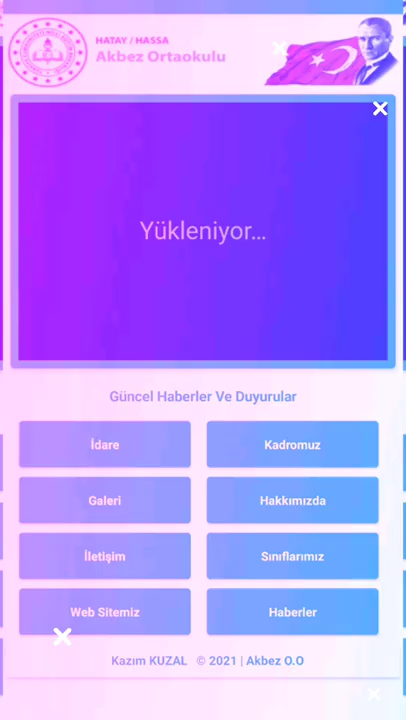 HATAY / HASSA
Akbez Ortaokulu
Yükleniyor...
Güncel Haberler Ve Duyurular
İdare
Kadromuz
Galeri
Hakkımızda
İletişim
Sınıflarımız
Web Sitemiz
Haberler
Kazım KUZAL © 2021 | Akbez O.O